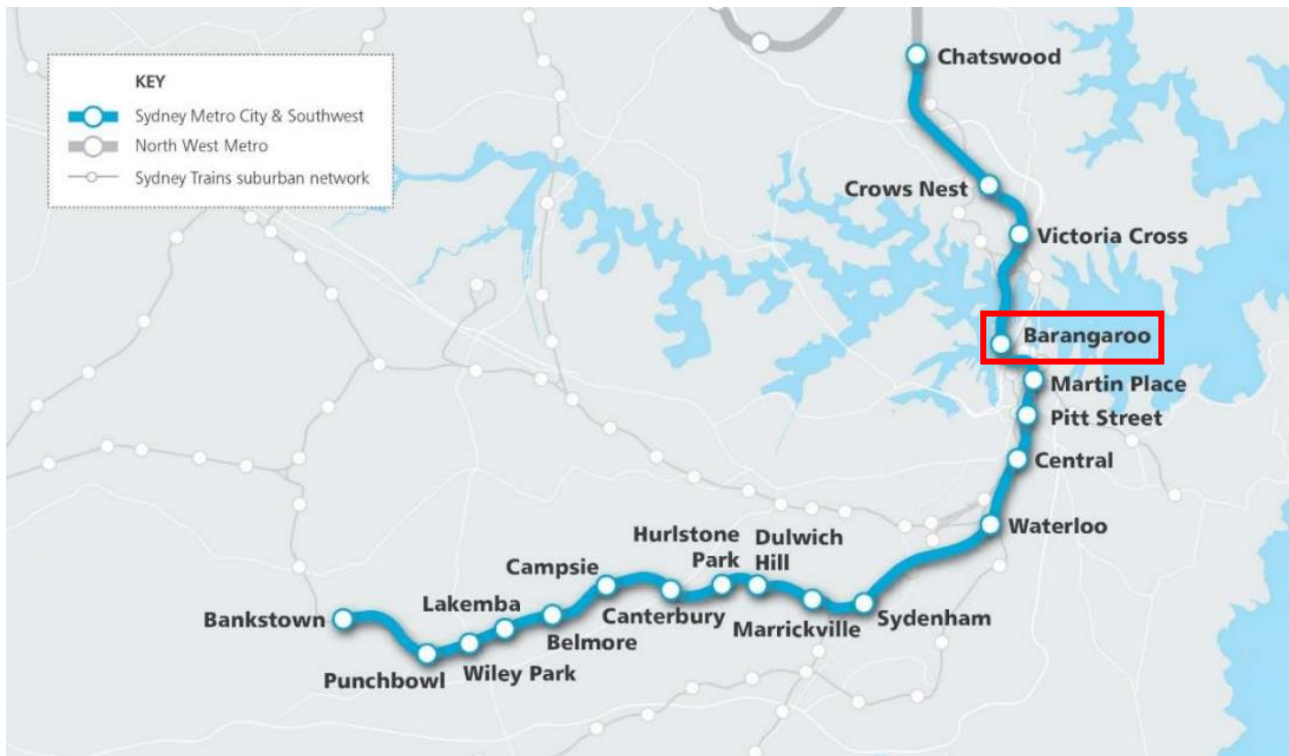 KEY
Sydney Metro City & Southwest
North West Metro
Sydney Trains suburban network
Chatswood
Crows Nest
Victoria Cross
Barangaroo
Martin Place
Pitt Street
Central
Waterloo
Hurlstone
Park
Dulwich
Hill
Campsie
Lakemba
Bankstown
Canterbury
Sydenham
Marrickville
Belmore
Wiley Park
Punchbowl